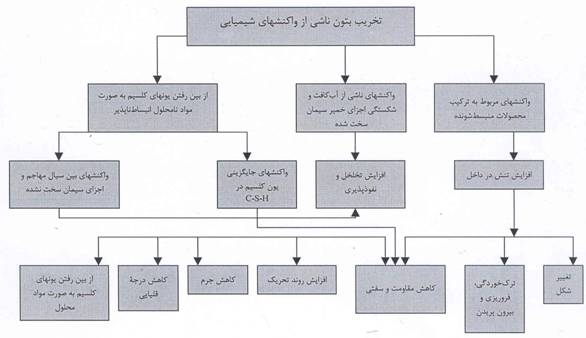 تخریب بتون ناشی از واکنشهای شیمیایی
از بین رفتن یونهای کلسیم به صورت
مواد نامحلول انبساط‌ناپذیر
واکنشهای ناشی از آب‌کافت و
شکستگی اجزای خمیر سیمان
سخت شده
واکنشهای مربوط به ترکیب
محصولات منبسط‌شونده
واکنشهای بین سیال مهاجم و
اجزای سیمان سخت نشده
واکنشهای جایگزینی
یون کلسیم در
C-S-H
افزایش تخلخل و
نفوذپذیری
افزایش تنش در داخل
از بین رفتن یونهای
کلسیم به صورت مواد
محلول
کاهش درجهٔ
قلیایی
کاهش جرم
افزایش روند تحریک
کاهش مقاومت و سفتی
ترک‌خوردگی،
فروریزی و
بیرون پریدن
تغییر
شکل